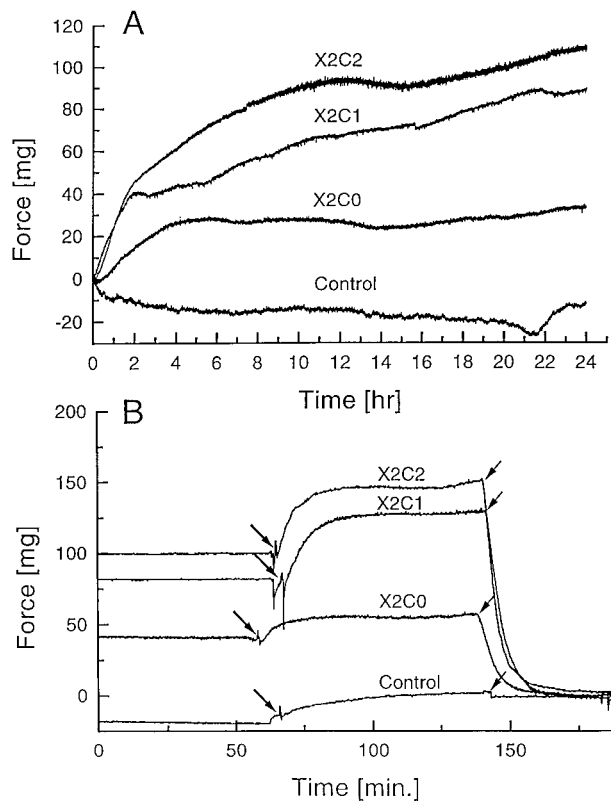 A
120
100
80
60
40
20
0
-20
Force [mg]
X2C2
X2C1
X2C0
Control
0 2 4 6 8 10 12 14 16 18 20 22 24
Time [hr]
B
200
150
100
50
0
Force [mg]
X2C2
X2C1
X2C0
Control
0 50 100 150
Time [min.]